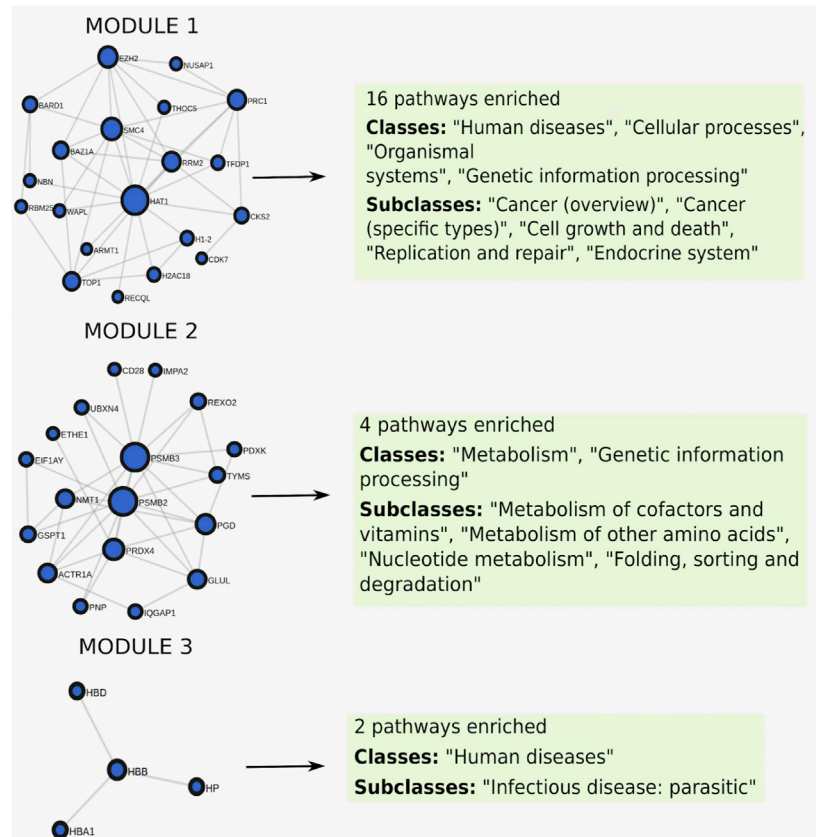 MODULE 1
EZH2
NUSAP1
BARD1
THOC5
PRC1
SMC4
BAZ1A
RRM2
TFDP1
NBN
HAT1
RBM25
WAPL
CKS2
H1-2
ARMT1
CDK7
H2AC18
TOP1
RECQL
16 pathways enriched
Classes: "Human diseases", "Cellular processes",
"Organismal
systems", "Genetic information processing"
Subclasses: "Cancer (overview)", "Cancer
(specific types)", "Cell growth and death",
"Replication and repair", "Endocrine system"
MODULE 2
CD28
IMPA2
UBXN4
REXO2
ETHE1
PDXK
EIF1AY
PSMB3
TYMS
NMT1
PSMB2
PGD
GSPT1
PRDX4
ACTR1A
GLUL
PNP
IQGAP1
4 pathways enriched
Classes: "Metabolism", "Genetic information
processing"
Subclasses: "Metabolism of cofactors and
vitamins", "Metabolism of other amino acids",
"Nucleotide metabolism", "Folding, sorting and
degradation"
MODULE 3
HBD
HBB
HP
HBA1
2 pathways enriched
Classes: "Human diseases"
Subclasses: "Infectious disease: parasitic"